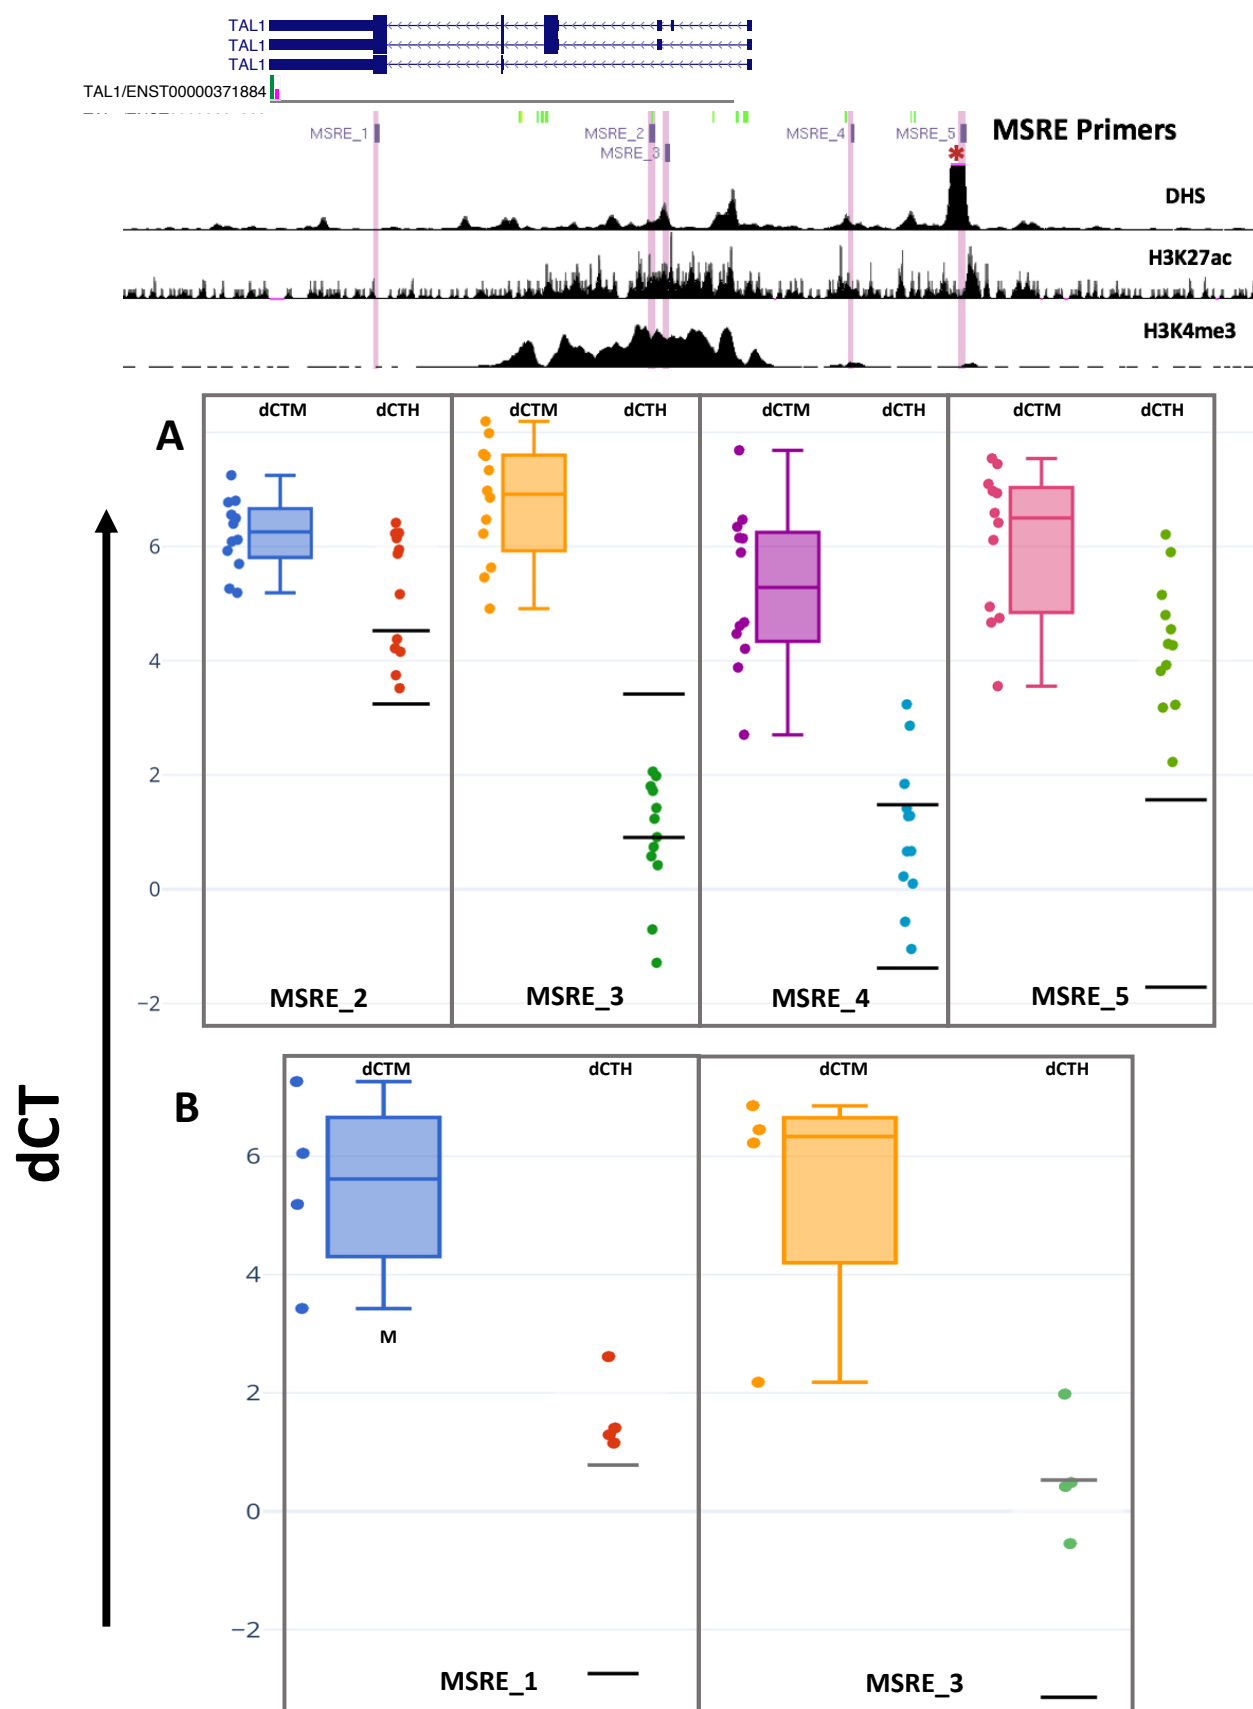 TAL1
TAL1
TAL1
TAL1/ENST00000371884
MSRE_1 MSRE_2 MSRE_4 MSRE_5 MSRE Primers
MSRE_3
*
DHS
H3K27ac
H3K4me3
A
dCTM dCTH dCTM dCTH dCTM dCTH dCTM dCTH
6
4
2
0
−2
MSRE_2 MSRE_3 MSRE_4 MSRE_5
dCT
B
dCTM dCTH dCTM dCTH
6
4
M
2
0
−2
MSRE_1 MSRE_3